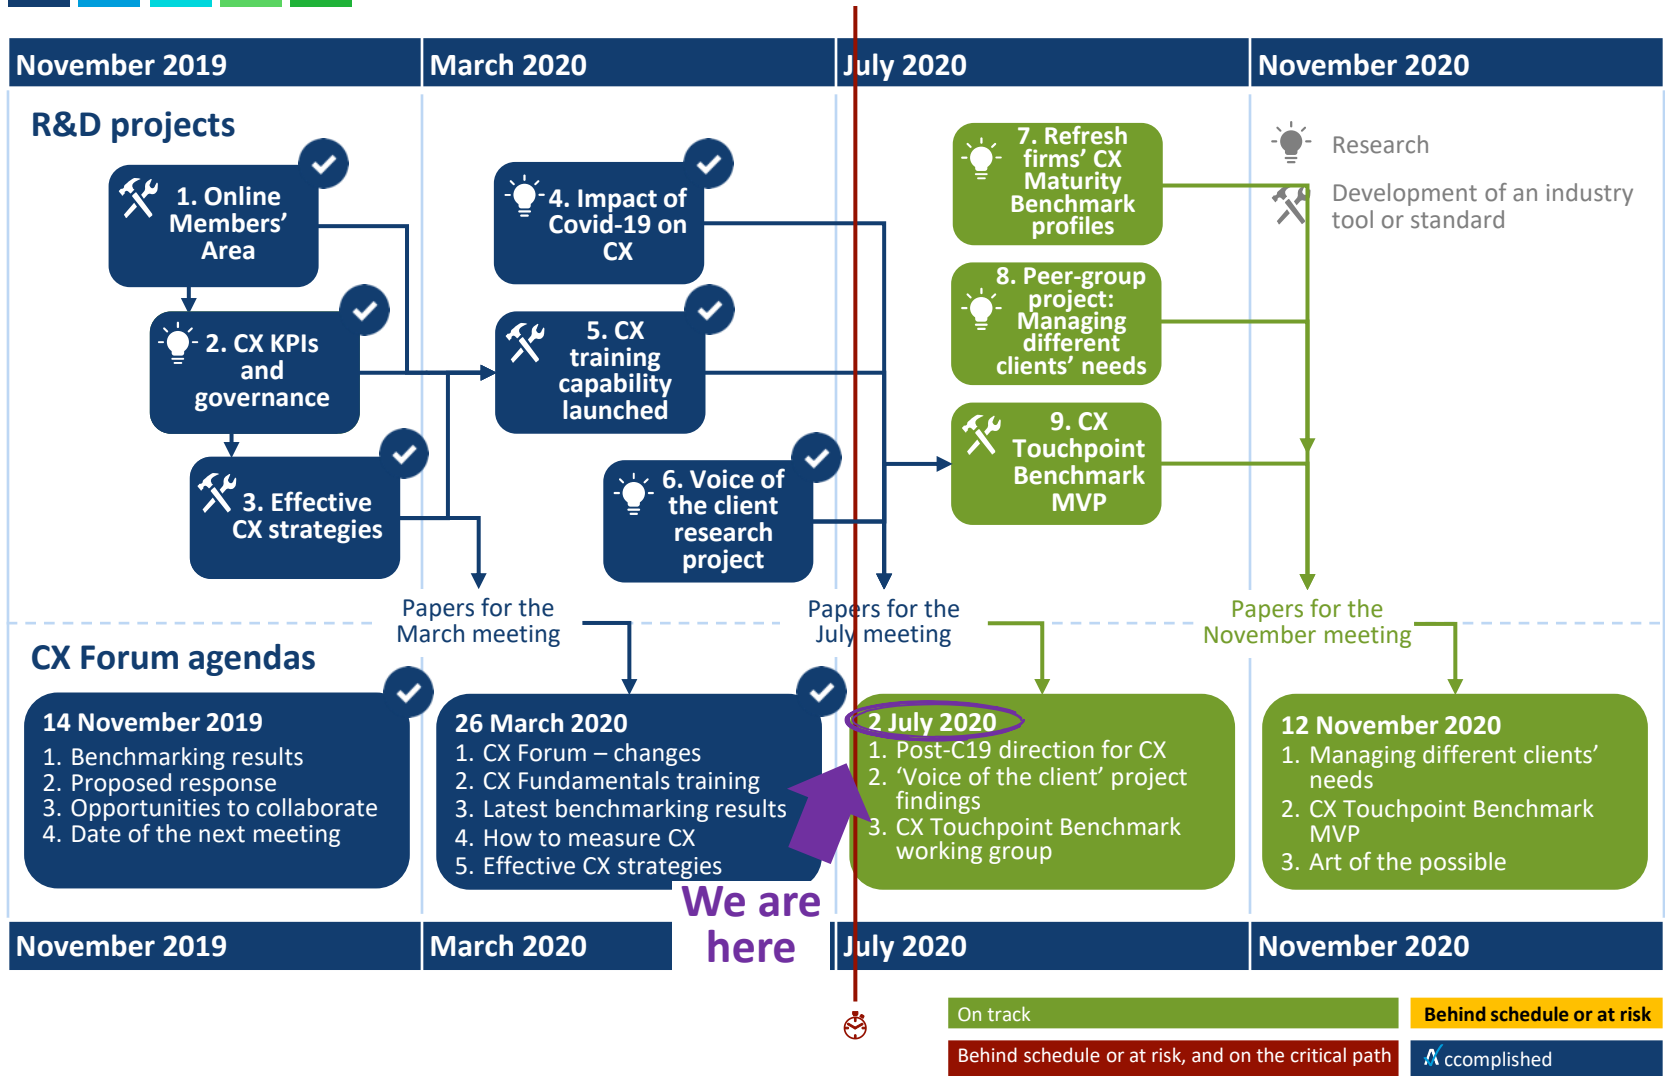 November 2019
March 2020
July 2020
November 2020
R&D projects
1. Online
Members’
Area
2. CX KPIs
and
governance
3. Effective
CX strategies
4. Impact of
Covid-19 on
CX
5. CX
training
capability
launched
6. Voice of
the client
research
project
7. Refresh
firms’ CX
Maturity
Benchmark
profiles
8. Peer-group
project:
Managing
different
clients’ needs
9. CX
Touchpoint
Benchmark
MVP
Research
Development of an industry
tool or standard
Papers for the
March meeting
Papers for the
July meeting
Papers for the
November meeting
CX Forum agendas
14 November 2019
1. Benchmarking results
2. Proposed response
3. Opportunities to collaborate
4. Date of the next meeting
26 March 2020
1. CX Forum – changes
2. CX Fundamentals training
3. Latest benchmarking results
4. How to measure CX
5. Effective CX strategies
2 July 2020
1. Post-C19 direction for CX
2. ‘Voice of the client’ project
findings
3. CX Touchpoint Benchmark
working group
12 November 2020
1. Managing different clients’
needs
2. CX Touchpoint Benchmark
MVP
3. Art of the possible
We are
here
November 2019
March 2020
July 2020
November 2020
On track
Behind schedule or at risk
Behind schedule or at risk, and on the critical path
Accomplished